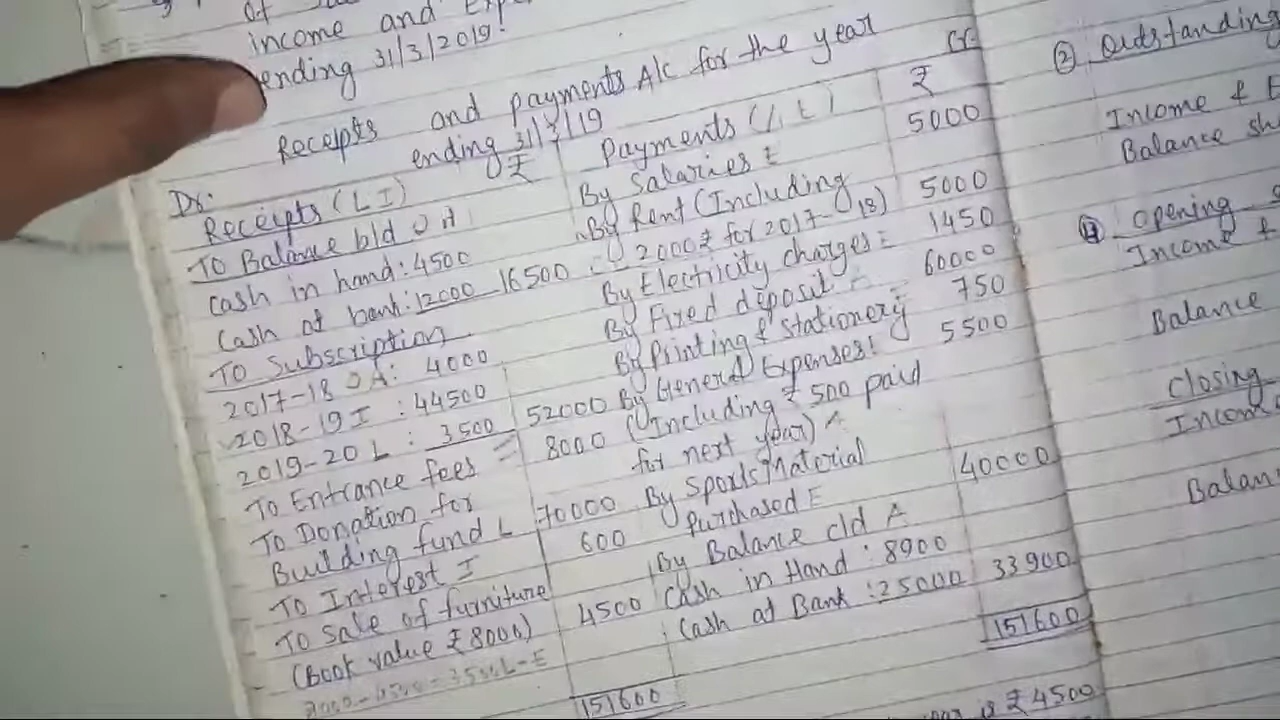 income and Exp
ending 31/3/2019.
Receipts and payments A/c for the year
ending 31/3/19
Dr.
Cr.
Receipts (L I)
₹
To Balance b/d A
cash in hand: 4500
cash at bank: 12000 16500
To Subscription
2017-18 A: 4000
2018-19 I : 44500
2019-20 L : 3500 52000
To Entrance fees = 8000
To Donation for
Building fund L 70000
To Interest I 600
To sale of furniture
(Book value ₹ 8000) 4500
151600
Payments (A, E)
₹
By Salaries E 5000
By Rent (Including
2000₹ for 2017-18) 5000
By Electricity charges = 1450
By Fixed deposit A 60000
By Printing & stationery 750
By General Expenses: 5500
(Including ₹ 500 paid
for next year) A
By Sports Material
Purchased E 40000
By Balance c/d A
Cash in Hand : 8900
Cash at Bank : 25000 33900
151600
is ₹ 4500
② Outstanding
Income & E
Balance sh
opening
Income &
Balance
closing
Incom
Balan